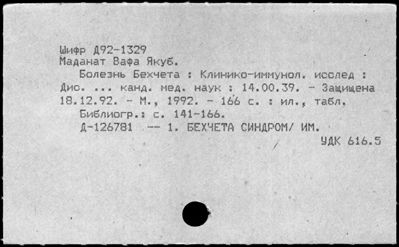 Шифр Д92-1329
Маданат Вафа Якуб.
Болезнь Бехчета : Клинико-иммунол. исслед :
Дис. ... канд. мед. наук : 14.00.39. - Защищена
18.12.92. - М., 1992. - 166 с. : ил., табл.
Библиогр.: с. 141-166.
Д-126781 -- 1. БЕХЧЕТА СИНДРОМ/ ИМ.
УДК 616.5